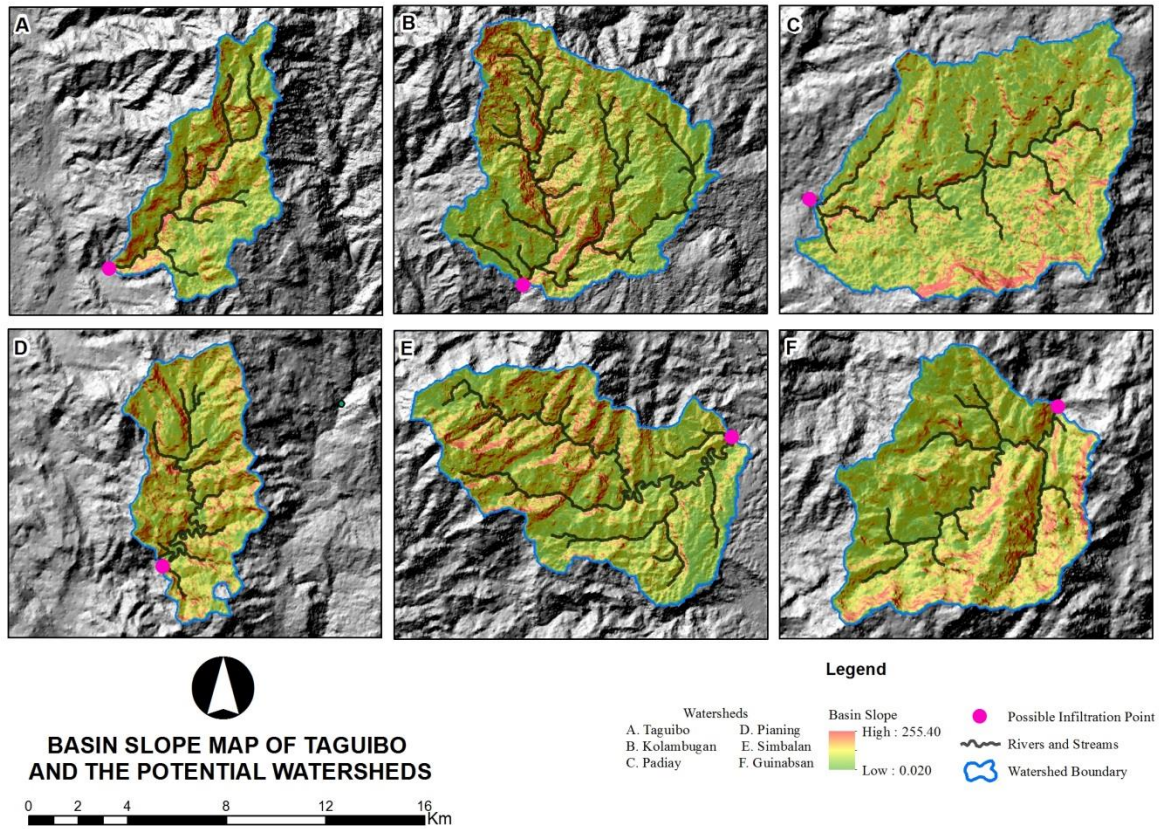 A
B
C
D
E
F
BASIN SLOPE MAP OF TAGUIBO
AND THE POTENTIAL WATERSHEDS
0 2 4 8 12 16
Km
Legend
Watersheds
A. Taguibo D. Pianing
B. Kolambugan E. Simbalan
C. Padiay F. Guinabsan
Basin Slope
High : 255.40
Low : 0.020
Possible Infiltration Point
Rivers and Streams
Watershed Boundary